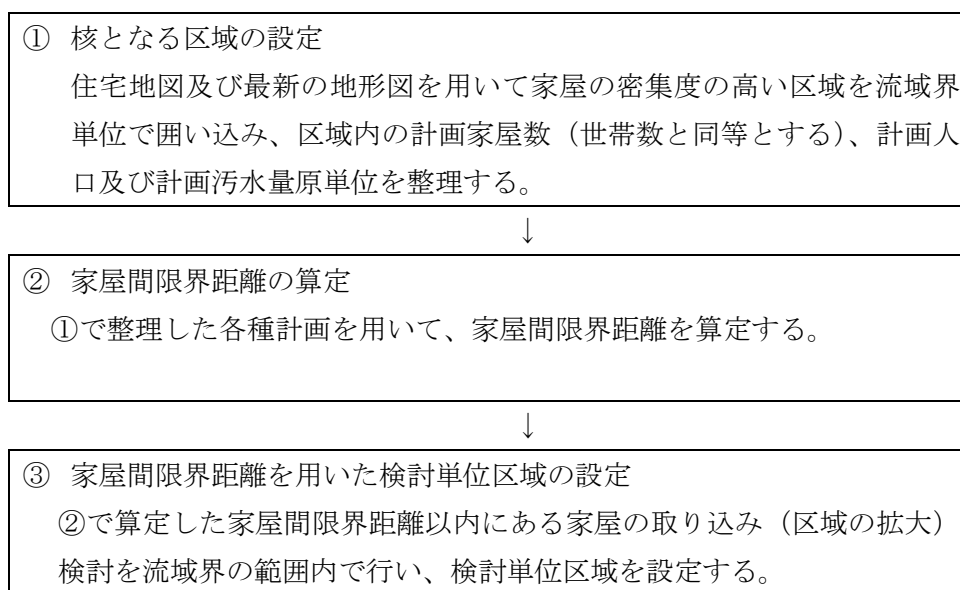 ① 核となる区域の設定
住宅地図及び最新の地形図を用いて家屋の密集度の高い区域を流域界
単位で囲い込み、区域内の計画家屋数（世帯数と同等とする）、計画人
口及び計画汚水量原単位を整理する。
↓
② 家屋間限界距離の算定
①で整理した各種計画を用いて、家屋間限界距離を算定する。
↓
③ 家屋間限界距離を用いた検討単位区域の設定
②で算定した家屋間限界距離以内にある家屋の取り込み（区域の拡大）
検討を流域界の範囲内で行い、検討単位区域を設定する。